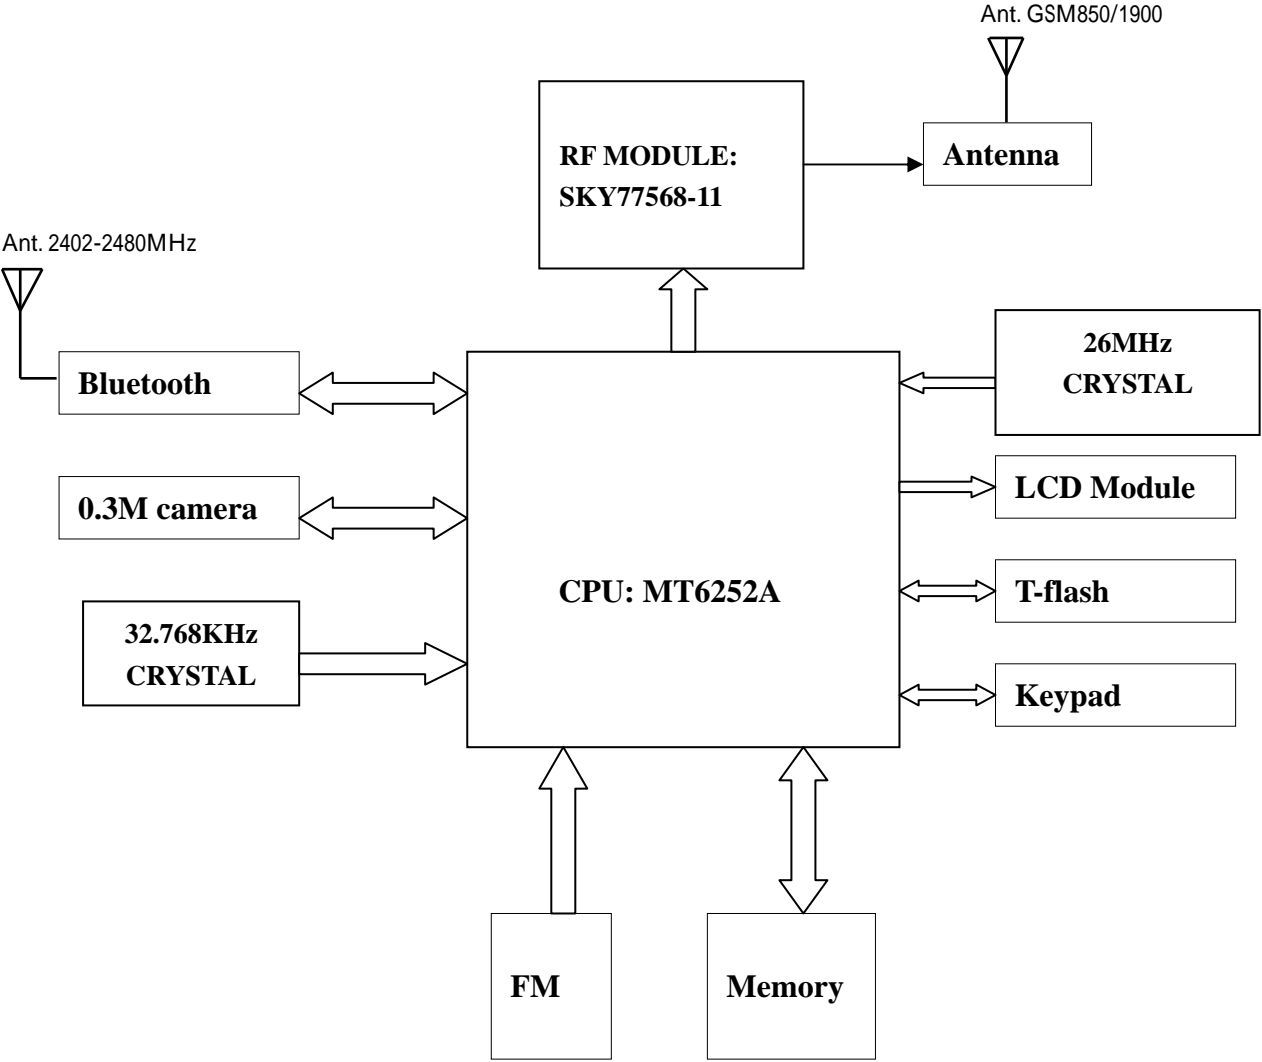 Ant. GSM850/1900
RF MODULE:
SKY77568-11
Antenna
Ant. 2402-2480MHz
Bluetooth
26MHz
CRYSTAL
0.3M camera
LCD Module
CPU: MT6252A
T-flash
32.768KHz
CRYSTAL
Keypad
FM
Memory